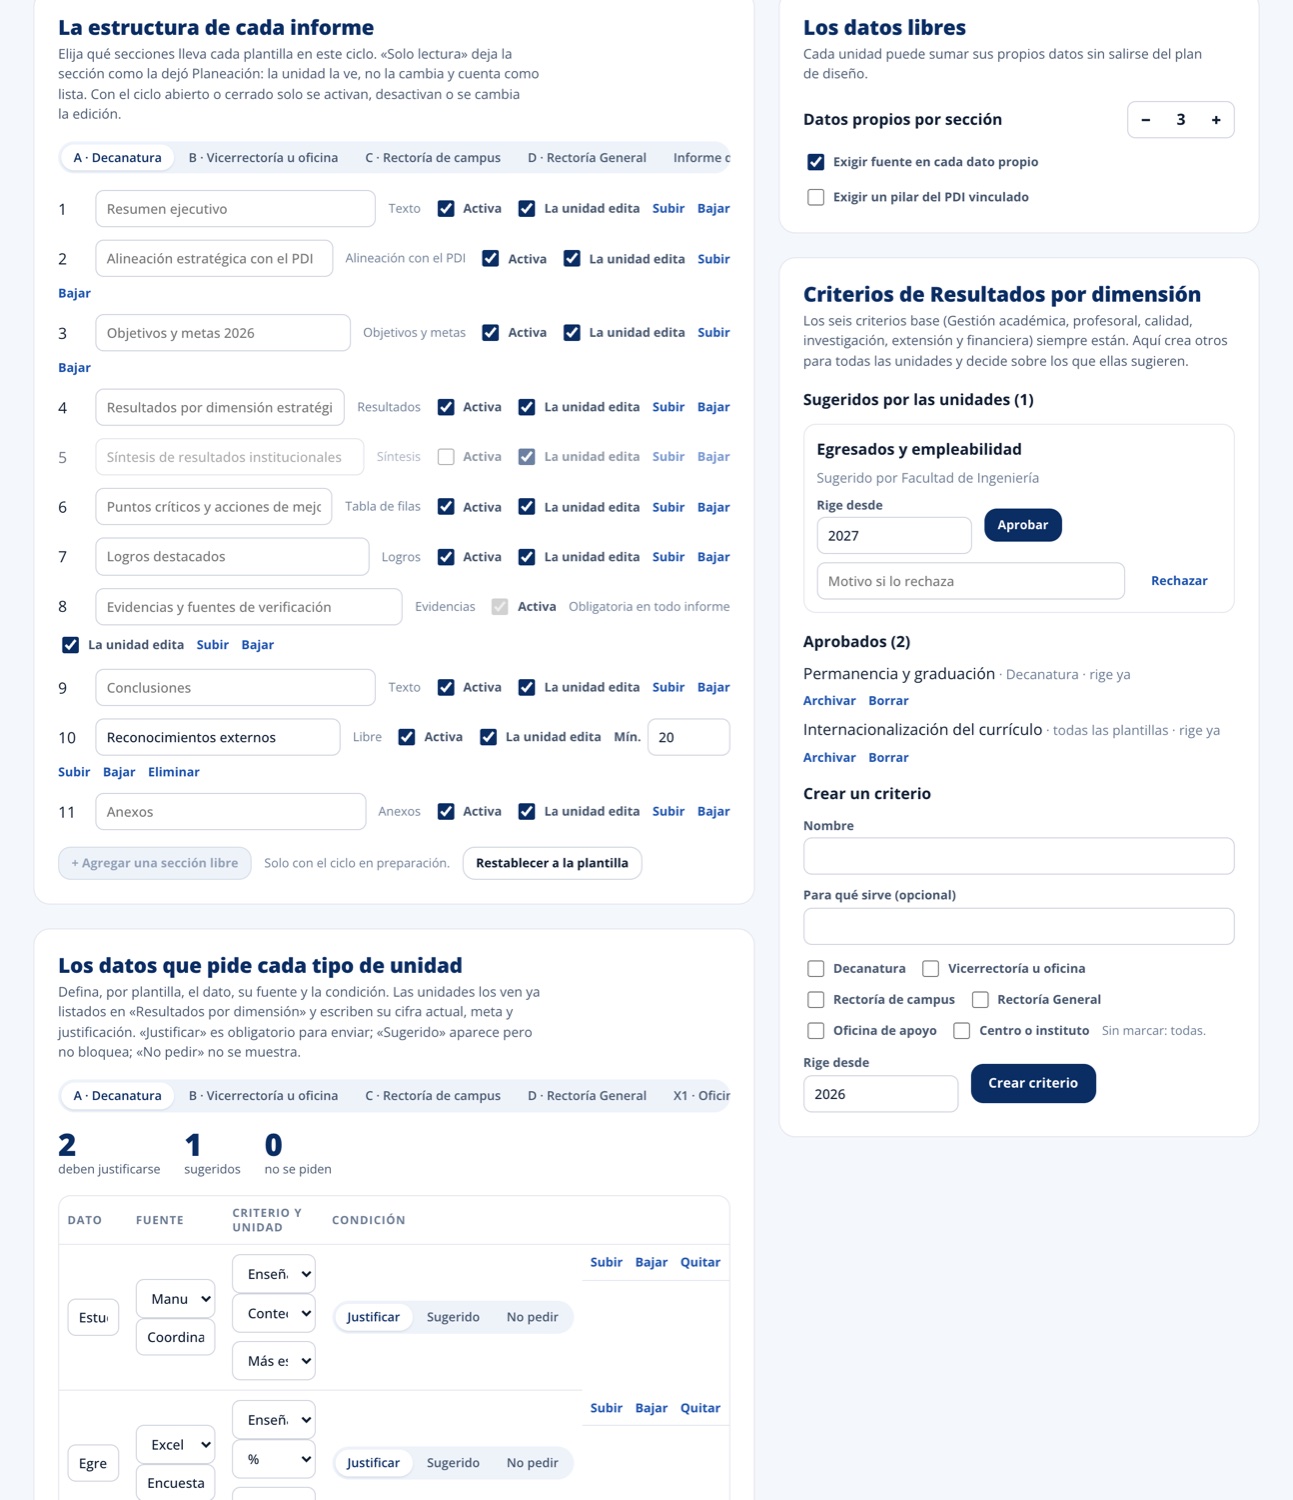 La estructura de cada informe
Elija qué secciones lleva cada plantilla en este ciclo. «Solo lectura» deja la
sección como la dejó Planeación: la unidad la ve, no la cambia y cuenta como
lista. Con el ciclo abierto o cerrado solo se activan, desactivan o se cambia
la edición.
A · Decanatura B · Vicerrectoría u oficina C · Rectoría de campus D · Rectoría General Informe
1 Resumen ejecutivo Texto Activa La unidad edita Subir Bajar
2 Alineación estratégica con el PDI Alineación con el PDI Activa La unidad edita Subir
Bajar
3 Objetivos y metas 2026 Objetivos y metas Activa La unidad edita Subir
Bajar
4 Resultados por dimensión estratégi Resultados Activa La unidad edita Subir Bajar
5 Síntesis de resultados institucionales Síntesis Activa La unidad edita Subir Bajar
6 Puntos críticos y acciones de mejo Tabla de filas Activa La unidad edita Subir Bajar
7 Logros destacados Logros Activa La unidad edita Subir Bajar
8 Evidencias y fuentes de verificación Evidencias Activa Obligatoria en todo informe
La unidad edita Subir Bajar
9 Conclusiones Texto Activa La unidad edita Subir Bajar
10 Reconocimientos externos Libre Activa La unidad edita Mín. 20
Subir Bajar Eliminar
11 Anexos Anexos Activa La unidad edita Subir Bajar
+ Agregar una sección libre Solo con el ciclo en preparación. Restablecer a la plantilla
Los datos que pide cada tipo de unidad
Defina, por plantilla, el dato, su fuente y la condición. Las unidades los ven ya
listados en «Resultados por dimensión» y escriben su cifra actual, meta y
justificación. «Justificar» es obligatorio para enviar; «Sugerido» aparece pero
no bloquea; «No pedir» no se muestra.
A · Decanatura B · Vicerrectoría u oficina C · Rectoría de campus D · Rectoría General X1 · Oficin
2 1 0
deben justificarse sugeridos no se piden
DATO FUENTE CRITERIO Y UNIDAD CONDICIÓN
Subir Bajar Quitar
Enseña
Manu
Estu Conteo Justificar Sugerido No pedir
Coordina
Más es
Subir Bajar Quitar
Enseña
Excel
Egre % Justificar Sugerido No pedir
Encuesta
Los datos libres
Cada unidad puede sumar sus propios datos sin salirse del plan
de diseño.
Datos propios por sección − 3 +
Exigir fuente en cada dato propio
Exigir un pilar del PDI vinculado
Criterios de Resultados por dimensión
Los seis criterios base (Gestión académica, profesoral, calidad,
investigación, extensión y financiera) siempre están. Aquí crea otros
para todas las unidades y decide sobre los que ellas sugieren.
Sugeridos por las unidades (1)
Egresados y empleabilidad
Sugerido por Facultad de Ingeniería
Rige desde
2027 Aprobar
Motivo si lo rechaza Rechazar
Aprobados (2)
Permanencia y graduación · Decanatura · rige ya
Archivar Borrar
Internacionalización del currículo · todas las plantillas · rige ya
Archivar Borrar
Crear un criterio
Nombre
Para qué sirve (opcional)
Decanatura Vicerrectoría u oficina
Rectoría de campus Rectoría General
Oficina de apoyo Centro o instituto Sin marcar: todas.
Rige desde
2026 Crear criterio